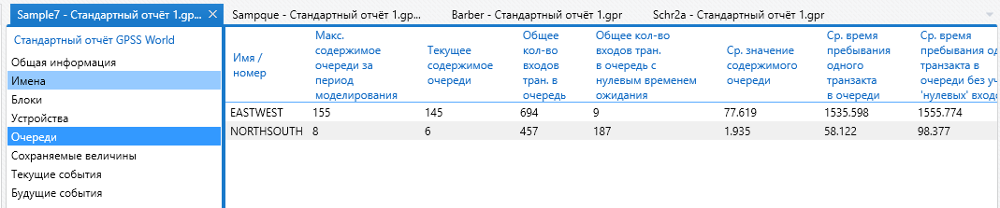 Sample7 - Стандартный отчёт 1.gp... ✕ Sampque - Стандартный отчёт 1.gp... Barber - Стандартный отчёт 1.gpr Schr2a - Стандартный отчёт 1.gpr
Стандартный отчёт GPSS World
Общая информация
Имена
Блоки
Устройства
Очереди
Сохраняемые величины
Текущие события
Будущие события
Имя /
номер
Макс.
содержимое
очереди за
период
моделирования
Текущее
содержимое
очереди
Общее
кол-во
входов
тран. в
очередь
Общее кол-во
входов тран.
в очередь с
нулевым временем
ожидания
Ср. значение
содержимого
очереди
Ср. время
пребывания
одного
транзакта
в очереди
Ср. время
пребывания од
транзакта в
очереди без уч
'нулевых' входо
EASTWEST 155 145 694 9 77.619 1535.598 1555.774
NORTHSOUTH 8 6 457 187 1.935 58.122 98.377